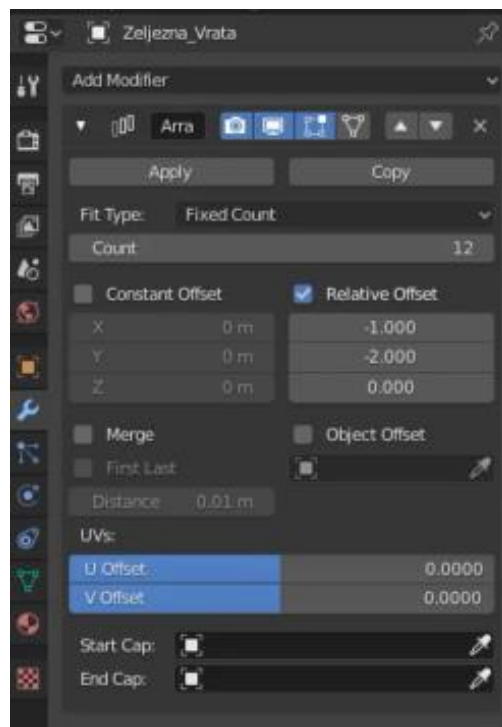 Zeljezna_Vrata
Add Modifier
Arra
Apply Copy
Fit Type: Fixed Count
Count 12
Constant Offset Relative Offset
X 0 m -1.000
Y 0 m -2.000
Z 0 m 0.000
Merge Object Offset
First Last
Distance 0.01 m
UVs:
U Offset 0.0000
V Offset 0.0000
Start Cap:
End Cap: